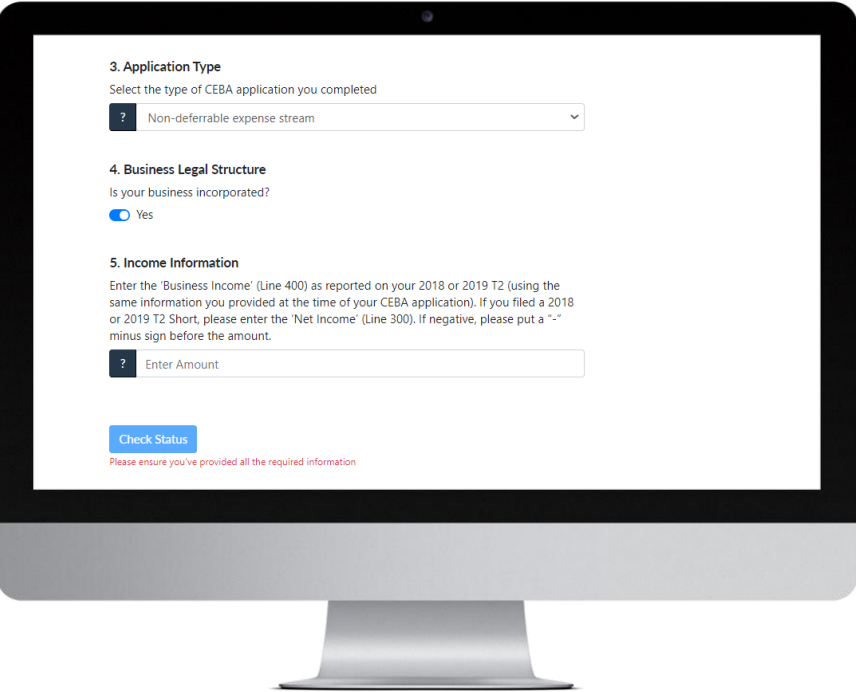 3. Application Type
Select the type of CEBA application you completed
? Non-deferrable expense stream
4. Business Legal Structure
Is your business incorporated?
Yes
5. Income Information
Enter the ‘Business Income’ (Line 400) as reported on your 2018 or 2019 T2 (using the
same information you provided at the time of your CEBA application). If you filed a 2018
or 2019 T2 Short, please enter the ‘Net Income’ (Line 300). If negative, please put a “-”
minus sign before the amount.
? Enter Amount
Check Status
Please ensure you've provided all the required information